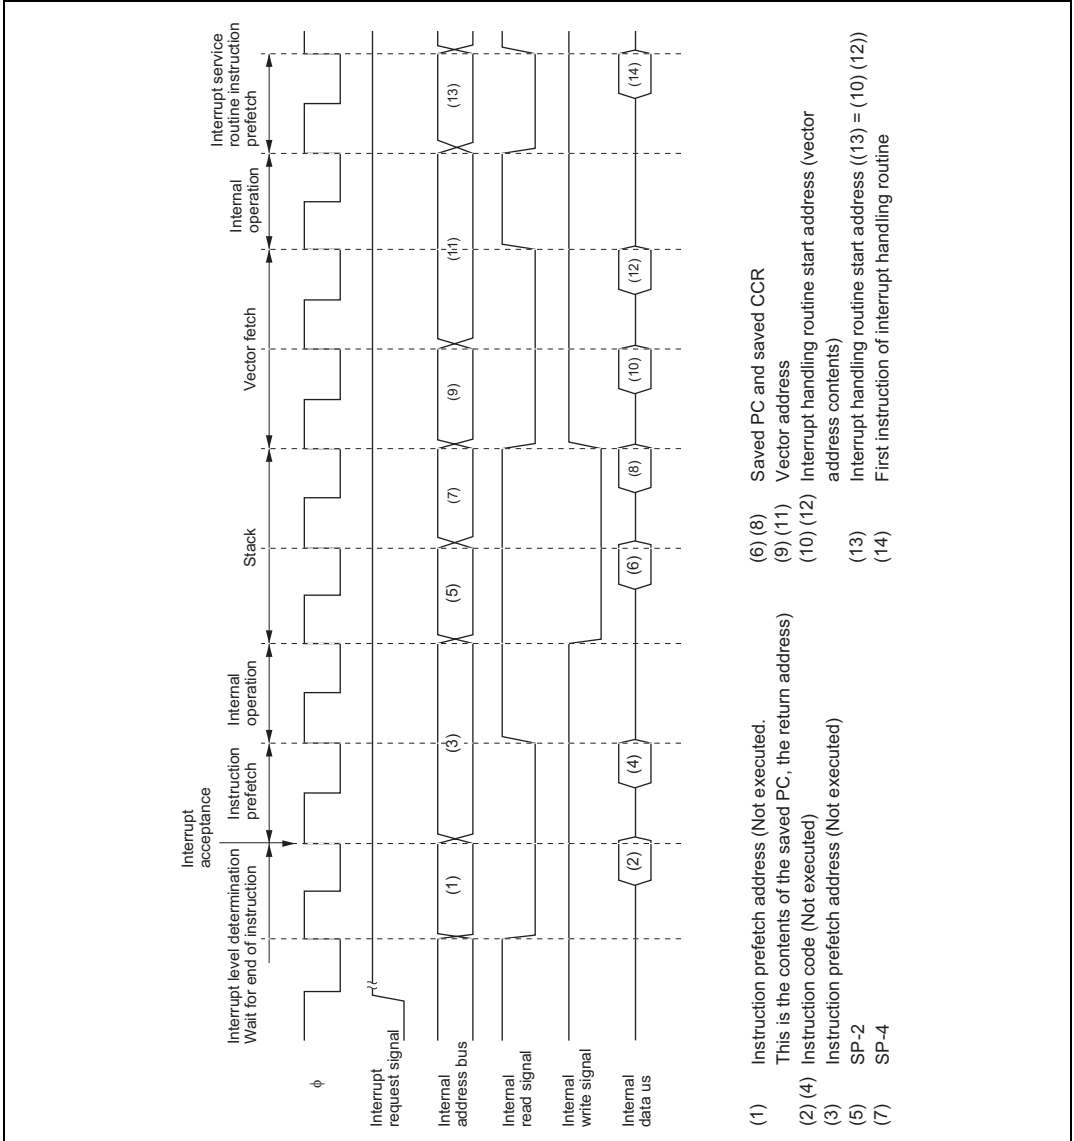 Interrupt level determination
Wait for end of instruction
Interrupt
acceptance
Instruction
prefetch
Internal
operation
Stack
Vector fetch
Internal
operation
Interrupt service
routine instruction
prefetch
φ
Interrupt
request signal
Internal
address bus
(1)
(3)
(5)
(7)
(9)
(11)
(13)
Internal
read signal
Internal
write signal
Internal
data us
(2)
(4)
(6)
(8)
(10)
(12)
(14)
(1) Instruction prefetch address (Not executed.
This is the contents of the saved PC, the return address)
(2) (4) Instruction code (Not executed)
(3) Instruction prefetch address (Not executed)
(5) SP-2
(7) SP-4
(6) (8) Saved PC and saved CCR
(9) (11) Vector address
(10) (12) Interrupt handling routine start address (vector
address contents)
(13) Interrupt handling routine start address ((13) = (10) (12))
(14) First instruction of interrupt handling routine